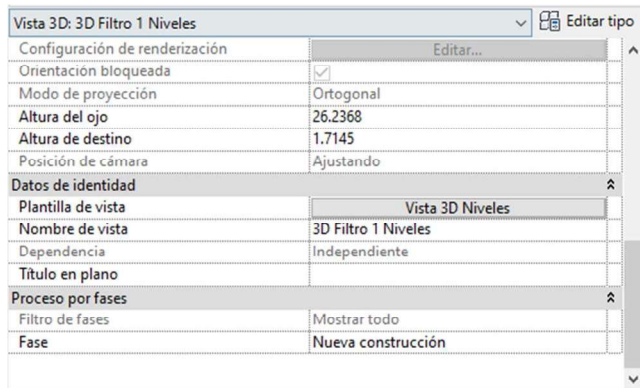 Vista 3D: 3D Filtro 1 Niveles Editar tipo
Configuración de renderización Editar...
Orientación bloqueada
Modo de proyección Ortogonal
Altura del ojo 26.2368
Altura de destino 1.7145
Posición de cámara Ajustando
Datos de identidad
Plantilla de vista Vista 3D Niveles
Nombre de vista 3D Filtro 1 Niveles
Dependencia Independiente
Título en plano
Proceso por fases
Filtro de fases Mostrar todo
Fase Nueva construcción